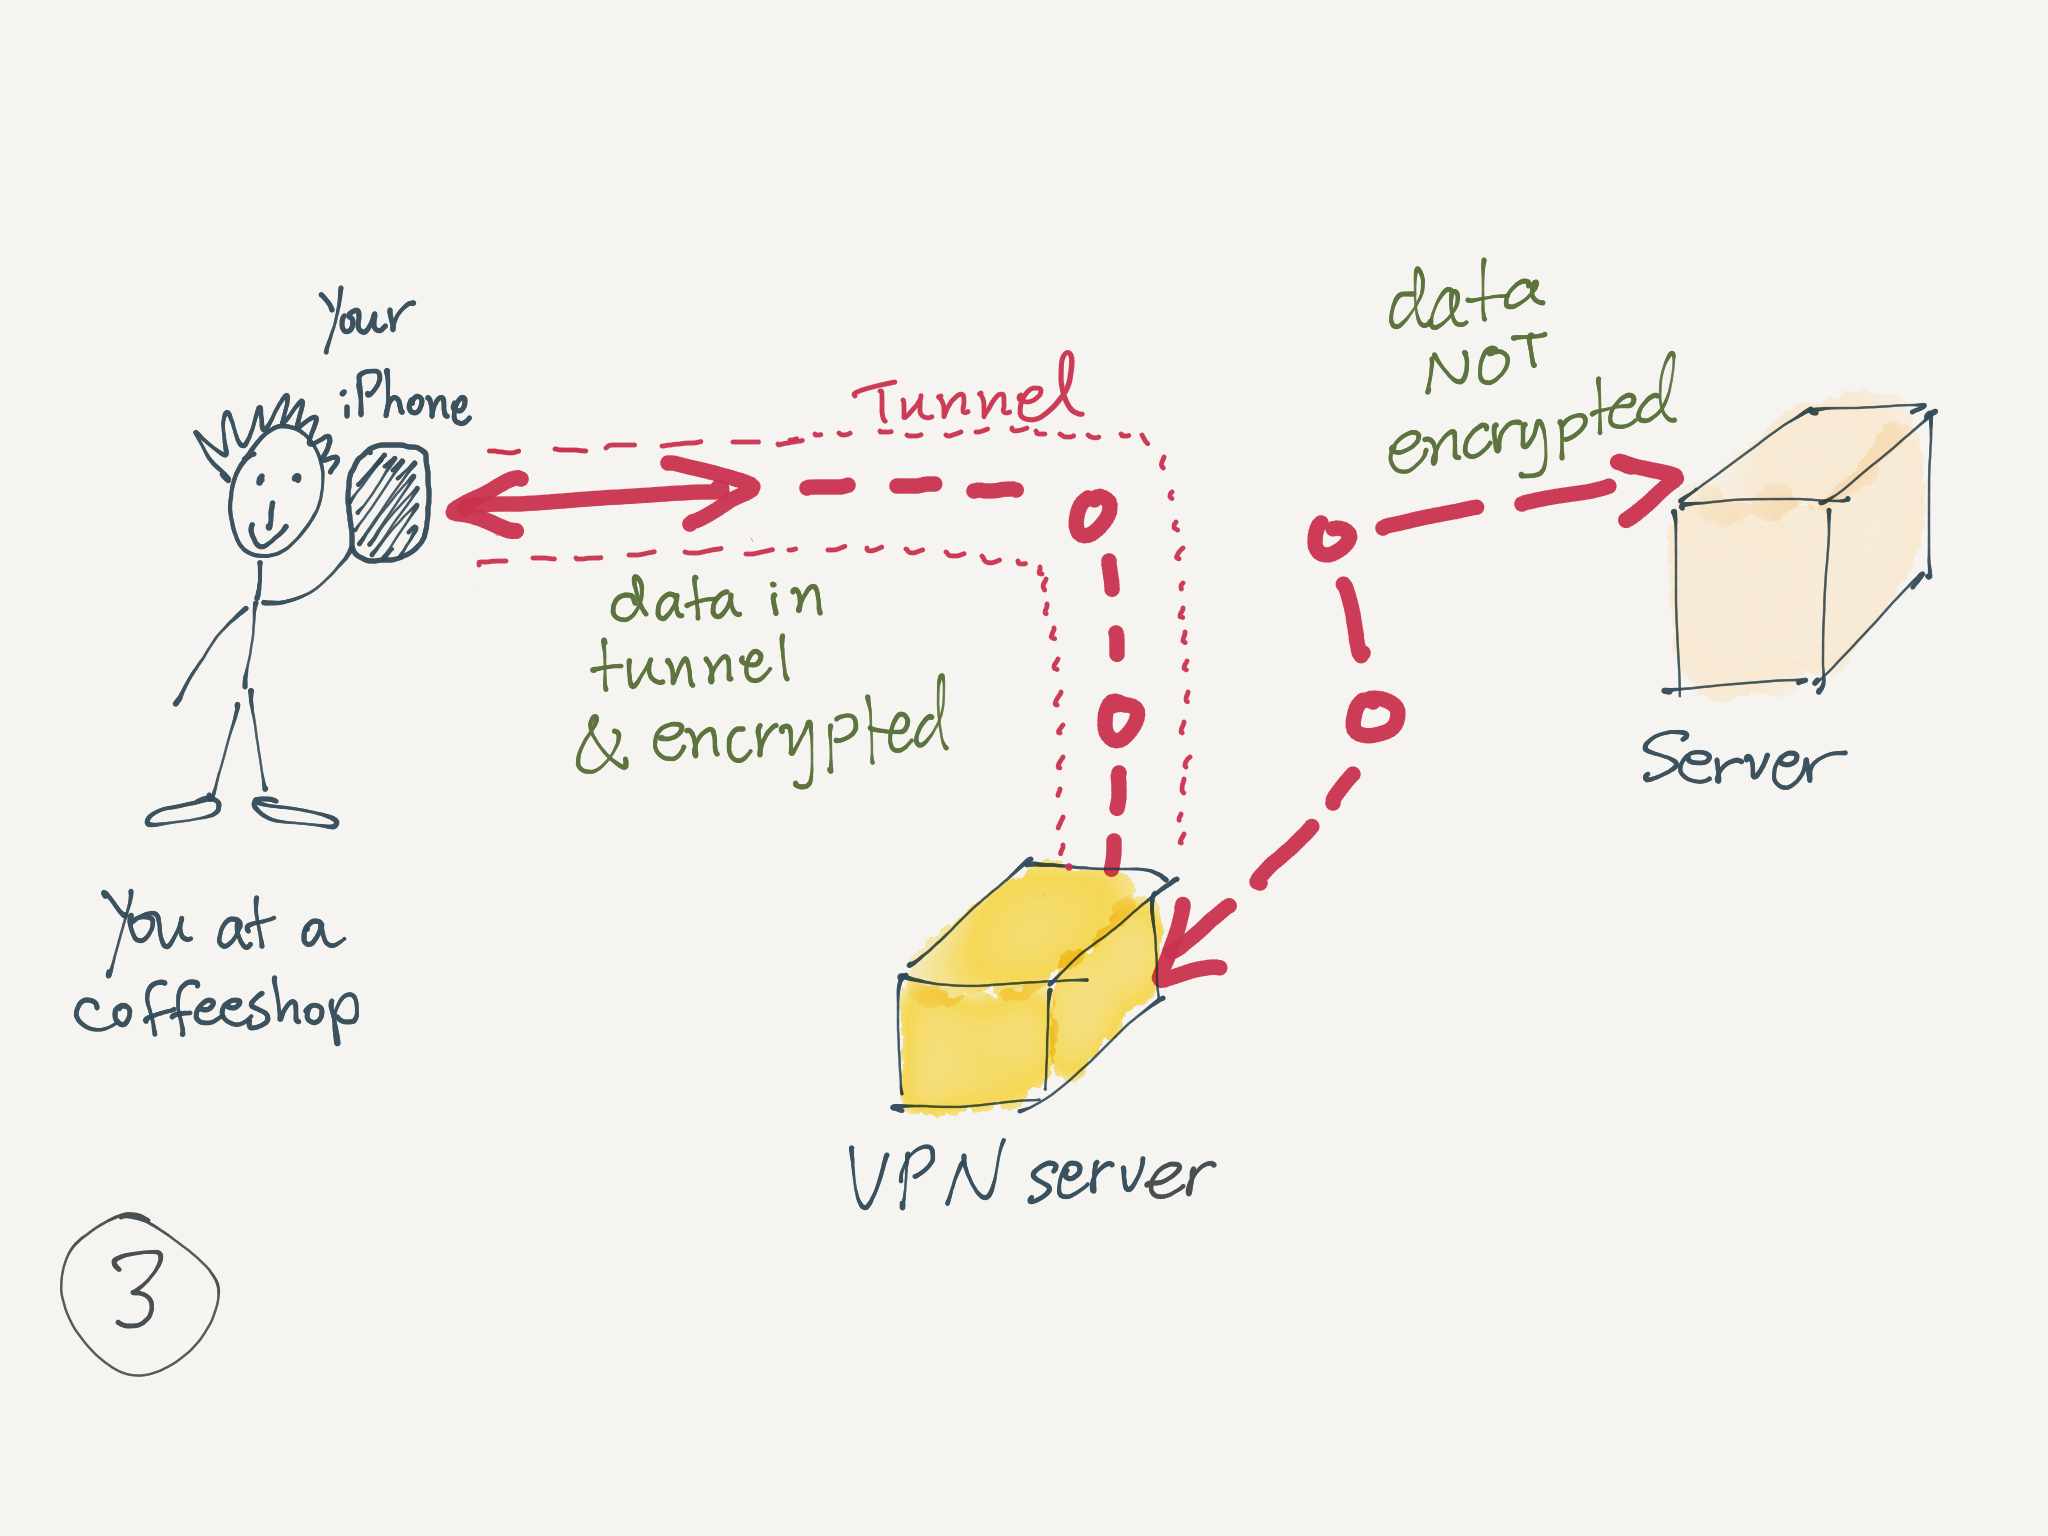 Your
iPhone
Tunnel
data in
tunnel
& encrypted
data
NOT
encrypted
Server
You at a
coffeeshop
VPN server
3